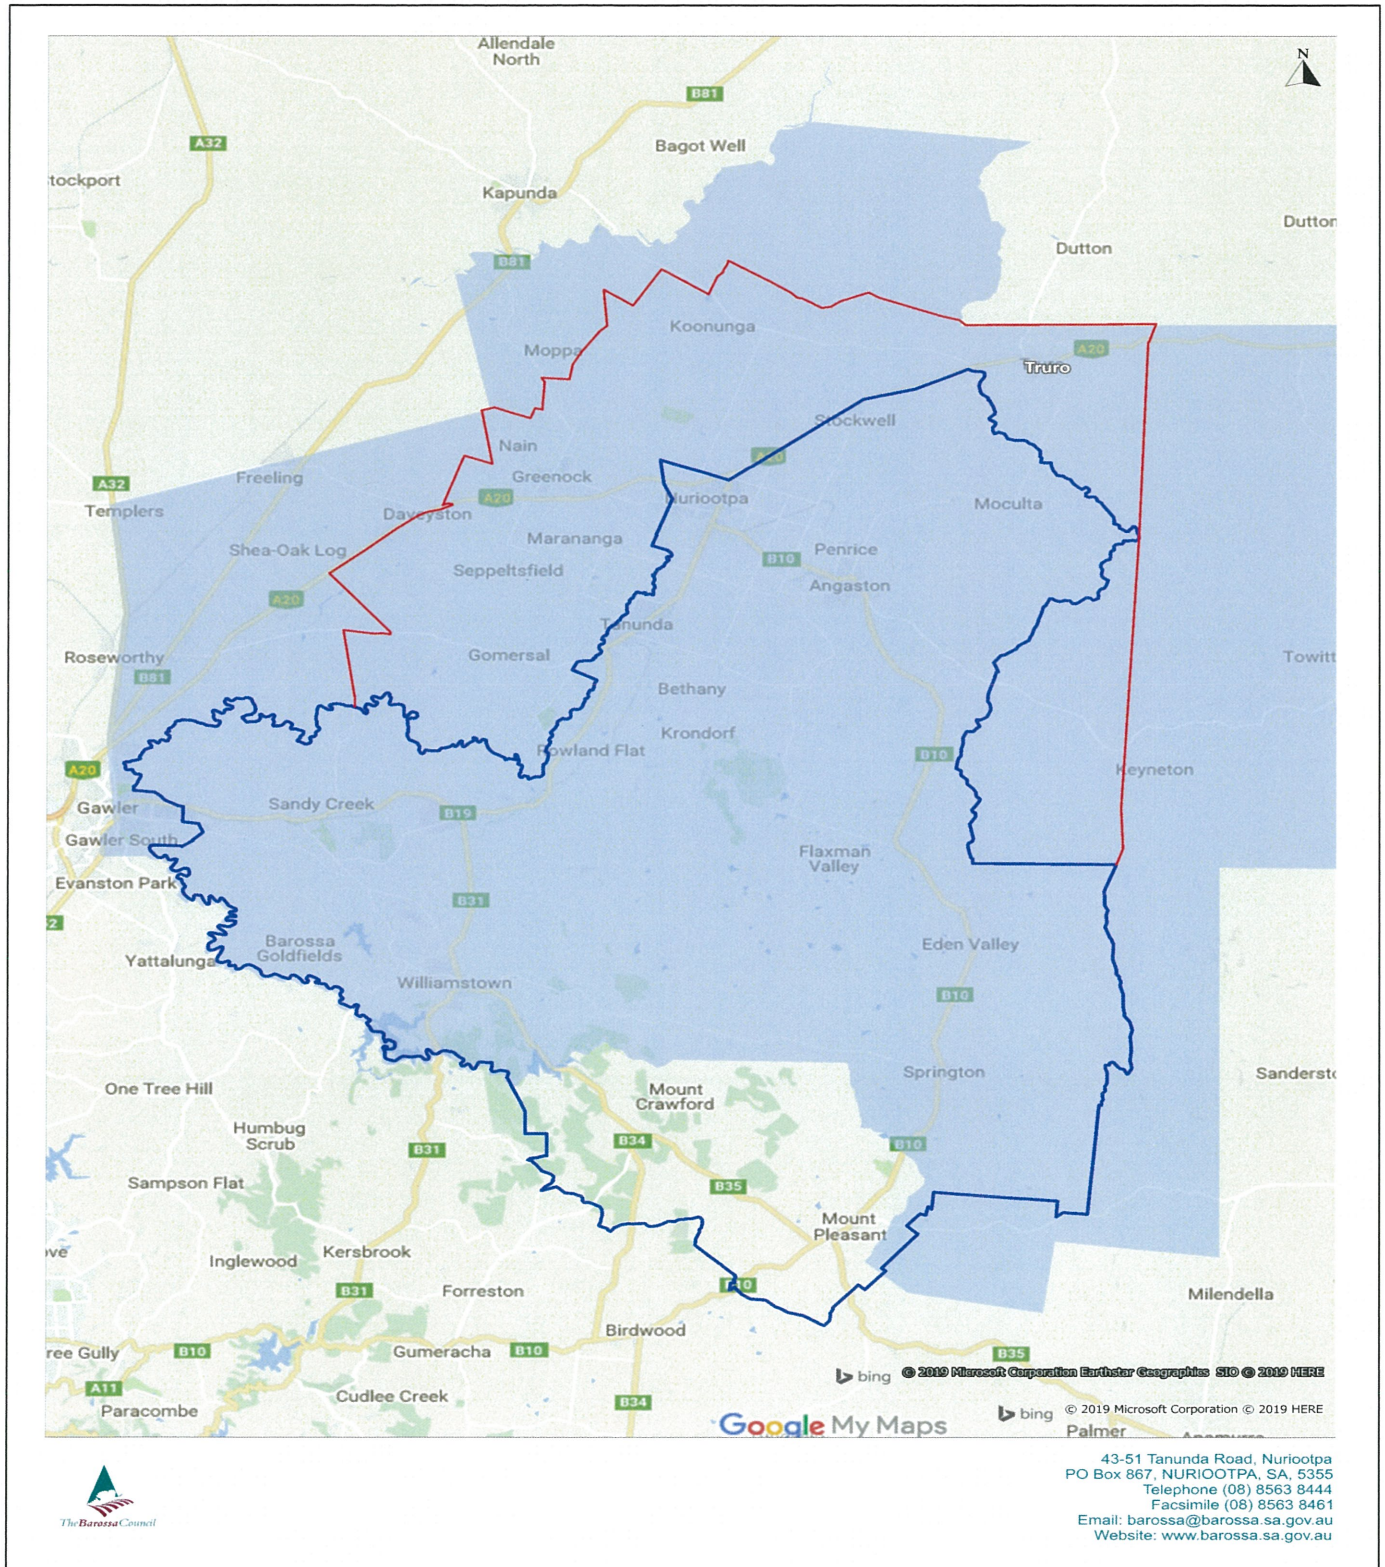 Allendale
North
N
B81
A32
Bagot Well
tockport
Kapunda
Dutton
Dutton
B81
Koonunga
Moppa
A20
Truro
Stockwell
Nain
A20
Greenock
Freeling
A32
A20
Nuriootpa
Moculta
Templers
Daveyston
Marananga
Shea-Oak Log
Penrice
B10
Seppeltsfield
Angaston
A20
Tanunda
Gomersal
Roseworthy
Towitt
B81
Bethany
Krondorf
Rowland Flat
B10
A20
Keyneton
Gawler
Sandy Creek
B19
Gawler South
Flaxman
Valley
Evanston Park
B31
2
Barossa
Goldfields
Eden Valley
Yattalunga
Williamstown
B10
Springton
Sandersto
One Tree Hill
Mount
Crawford
Humbug
Scrub
B34
B10
B31
Sampson Flat
B35
Mount
Pleasant
ove
Kersbrook
Inglewood
B10
B31
Forreston
Milendella
Birdwood
ree Gully
B10
Gumeracha
B10
B35
bing
© 2019 Microsoft Corporation Earthstar Geographics SIO © 2019 HERE
A11
Cudlee Creek
B34
Paracombe
bing
© 2019 Microsoft Corporation © 2019 HERE
Google My Maps
Palmer
43-51 Tanunda Road, Nuriootpa
PO Box 867, NURIOOTPA, SA, 5355
Telephone (08) 8563 8444
Facsimile (08) 8563 8461
Email: barossa@barossa.sa.gov.au
Website: www.barossa.sa.gov.au
The Barossa Council